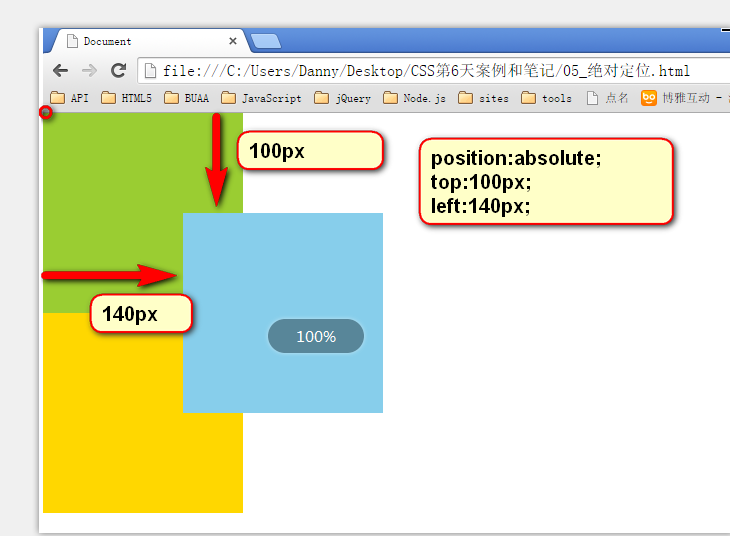 Document
file:///C:/Users/Danny/Desktop/CSS第6天案例和笔记/05_绝对定位.html
API HTML5 BUAA JavaScript jQuery Node.js sites tools 点名 博雅互动 -
100px
position:absolute;
top:100px;
left:140px;
140px
100%